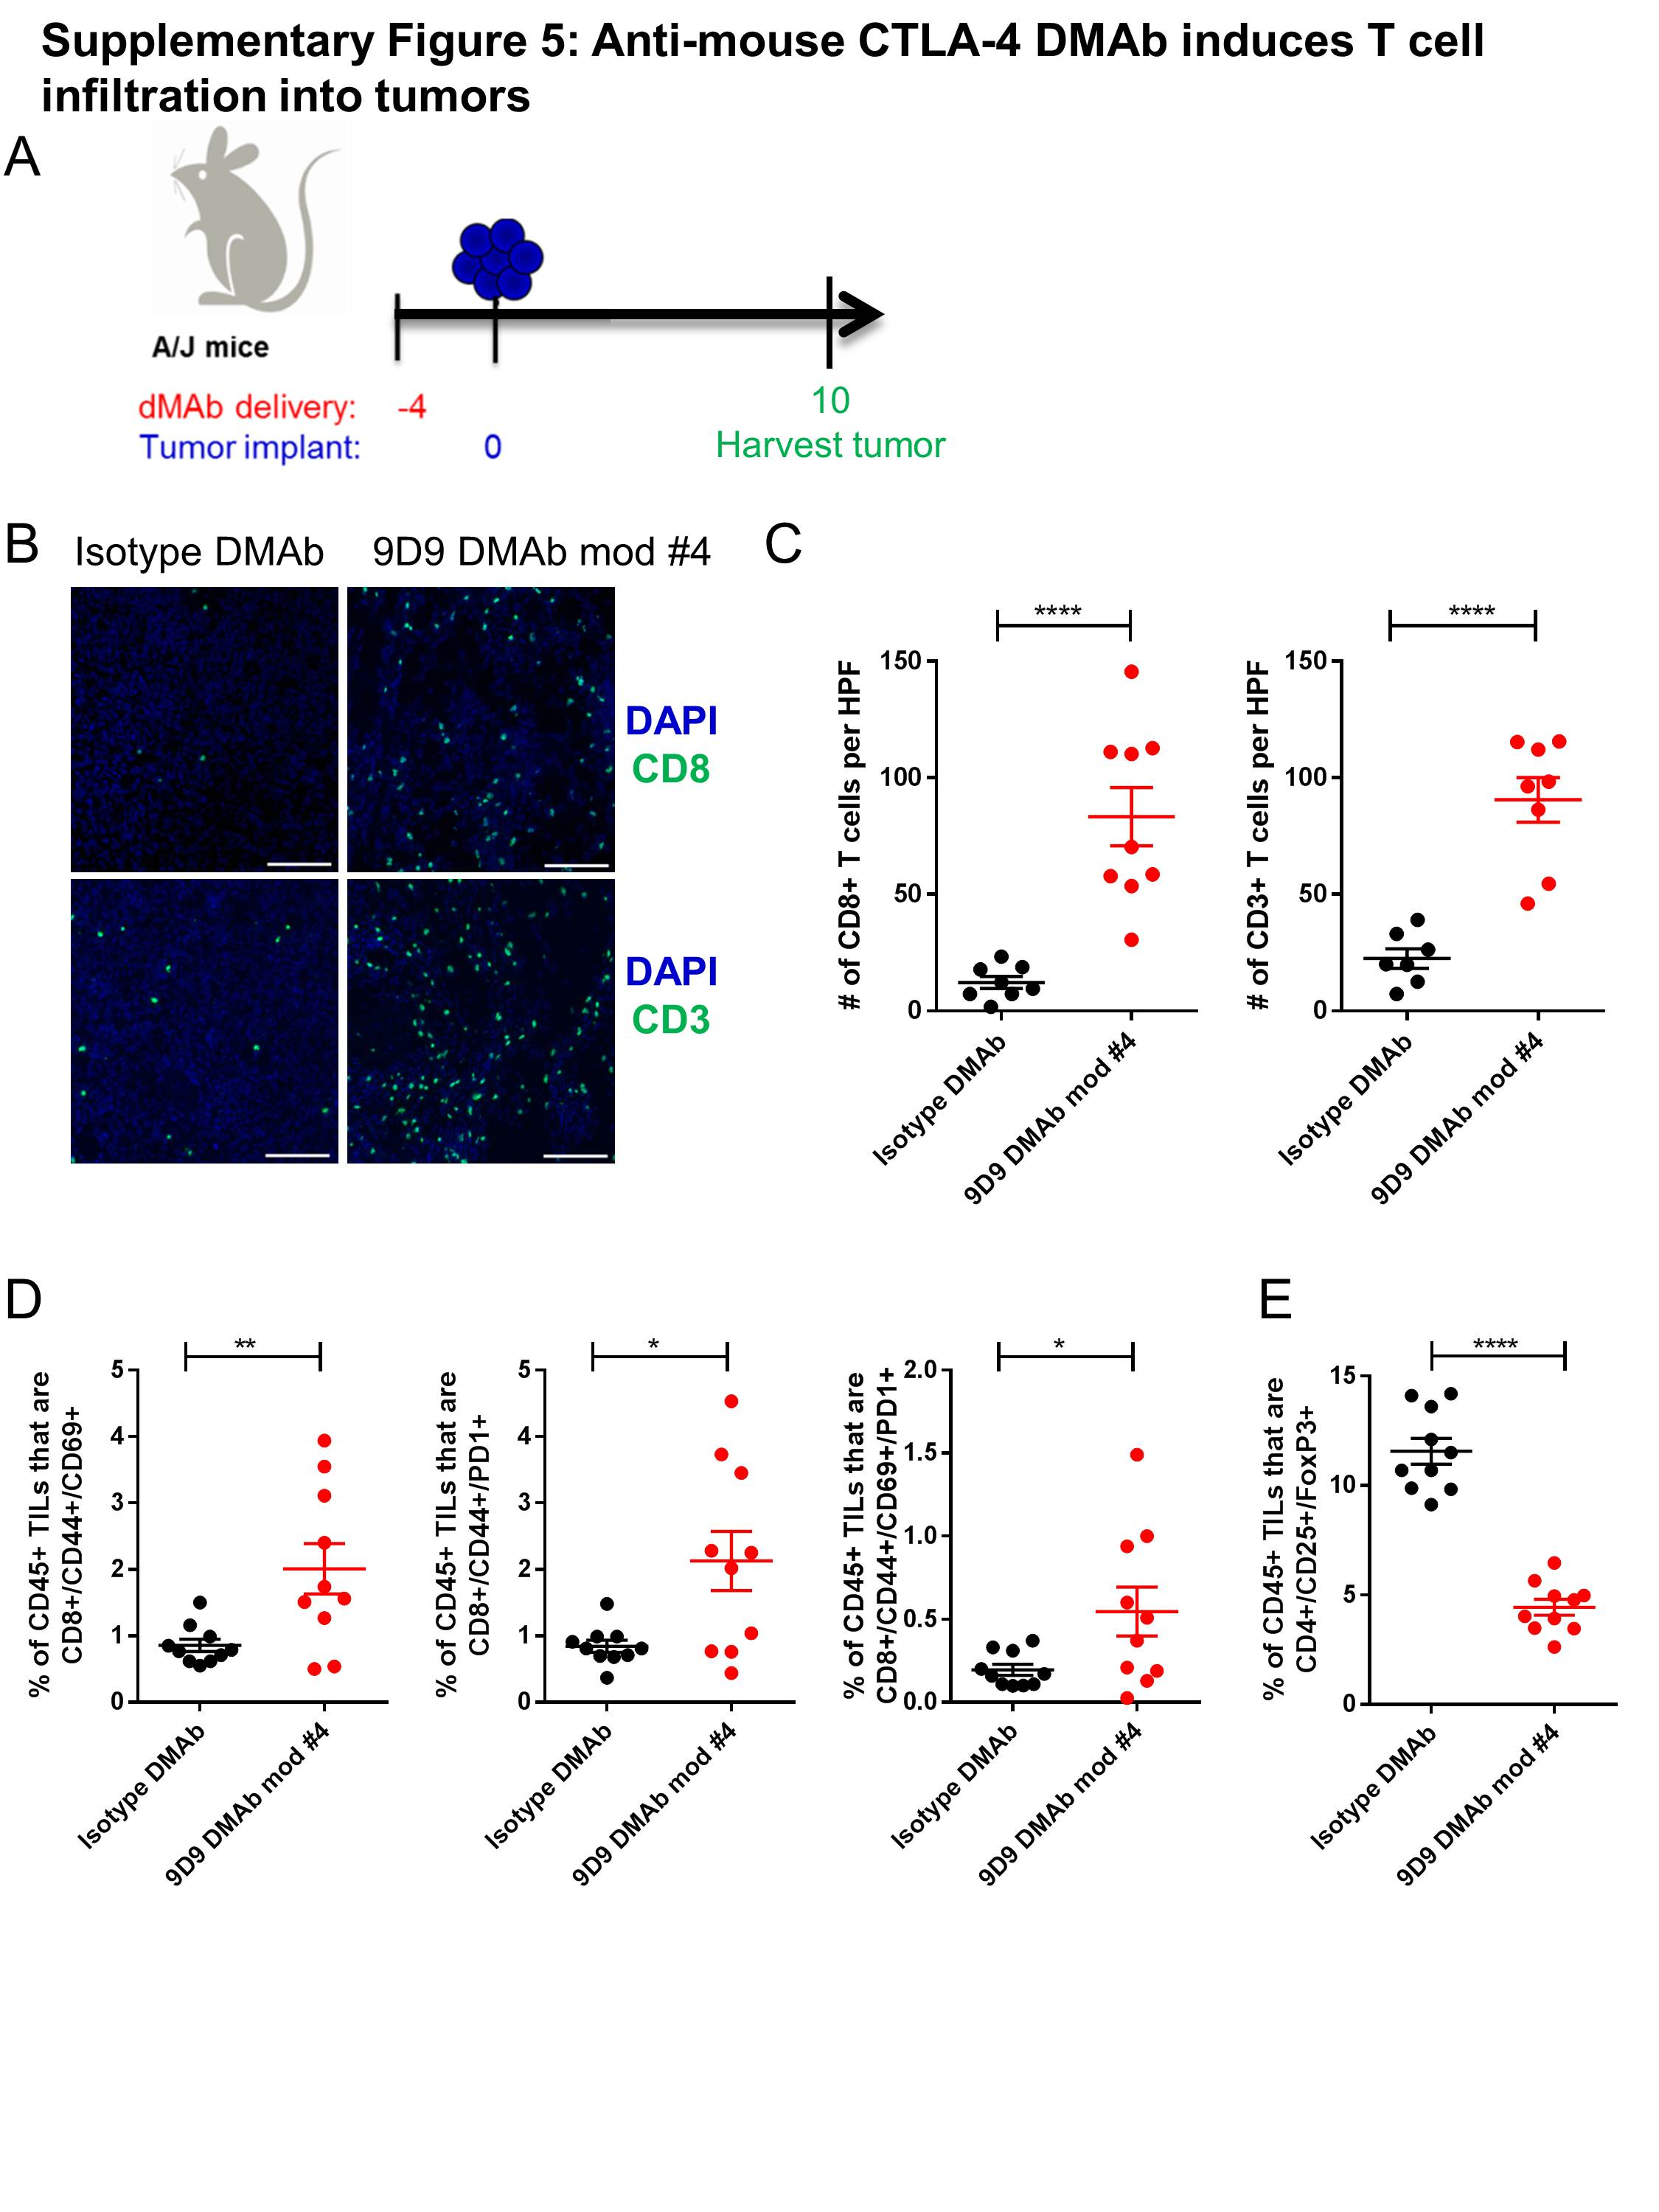 Supplementary Figure 5: Anti-mouse CTLA-4 DMAb induces T cell
infiltration into tumors
A
A/J mice
dMAb delivery: -4
Tumor implant: 0
10
Harvest tumor
B
Isotype DMAb
9D9 DMAb mod #4
DAPI
CD8
DAPI
CD3
C
****
# of CD8+ T cells per HPF
150
100
50
0
Isotype DMAb
9D9 DMAb mod #4
****
# of CD3+ T cells per HPF
150
100
50
0
Isotype DMAb
9D9 DMAb mod #4
D
**
% of CD45+ TILs that are
CD8+/CD44+/CD69+
5
4
3
2
1
0
Isotype DMAb
9D9 DMAb mod #4
*
% of CD45+ TILs that are
CD8+/CD44+/PD1+
5
4
3
2
1
0
Isotype DMAb
9D9 DMAb mod #4
*
% of CD45+ TILs that are
CD8+/CD44+/CD69+/PD1+
2.0
1.5
1.0
0.5
0.0
Isotype DMAb
9D9 DMAb mod #4
E
****
% of CD45+ TILs that are
CD4+/CD25+/FoxP3+
15
10
5
0
Isotype DMAb
9D9 DMAb mod #4